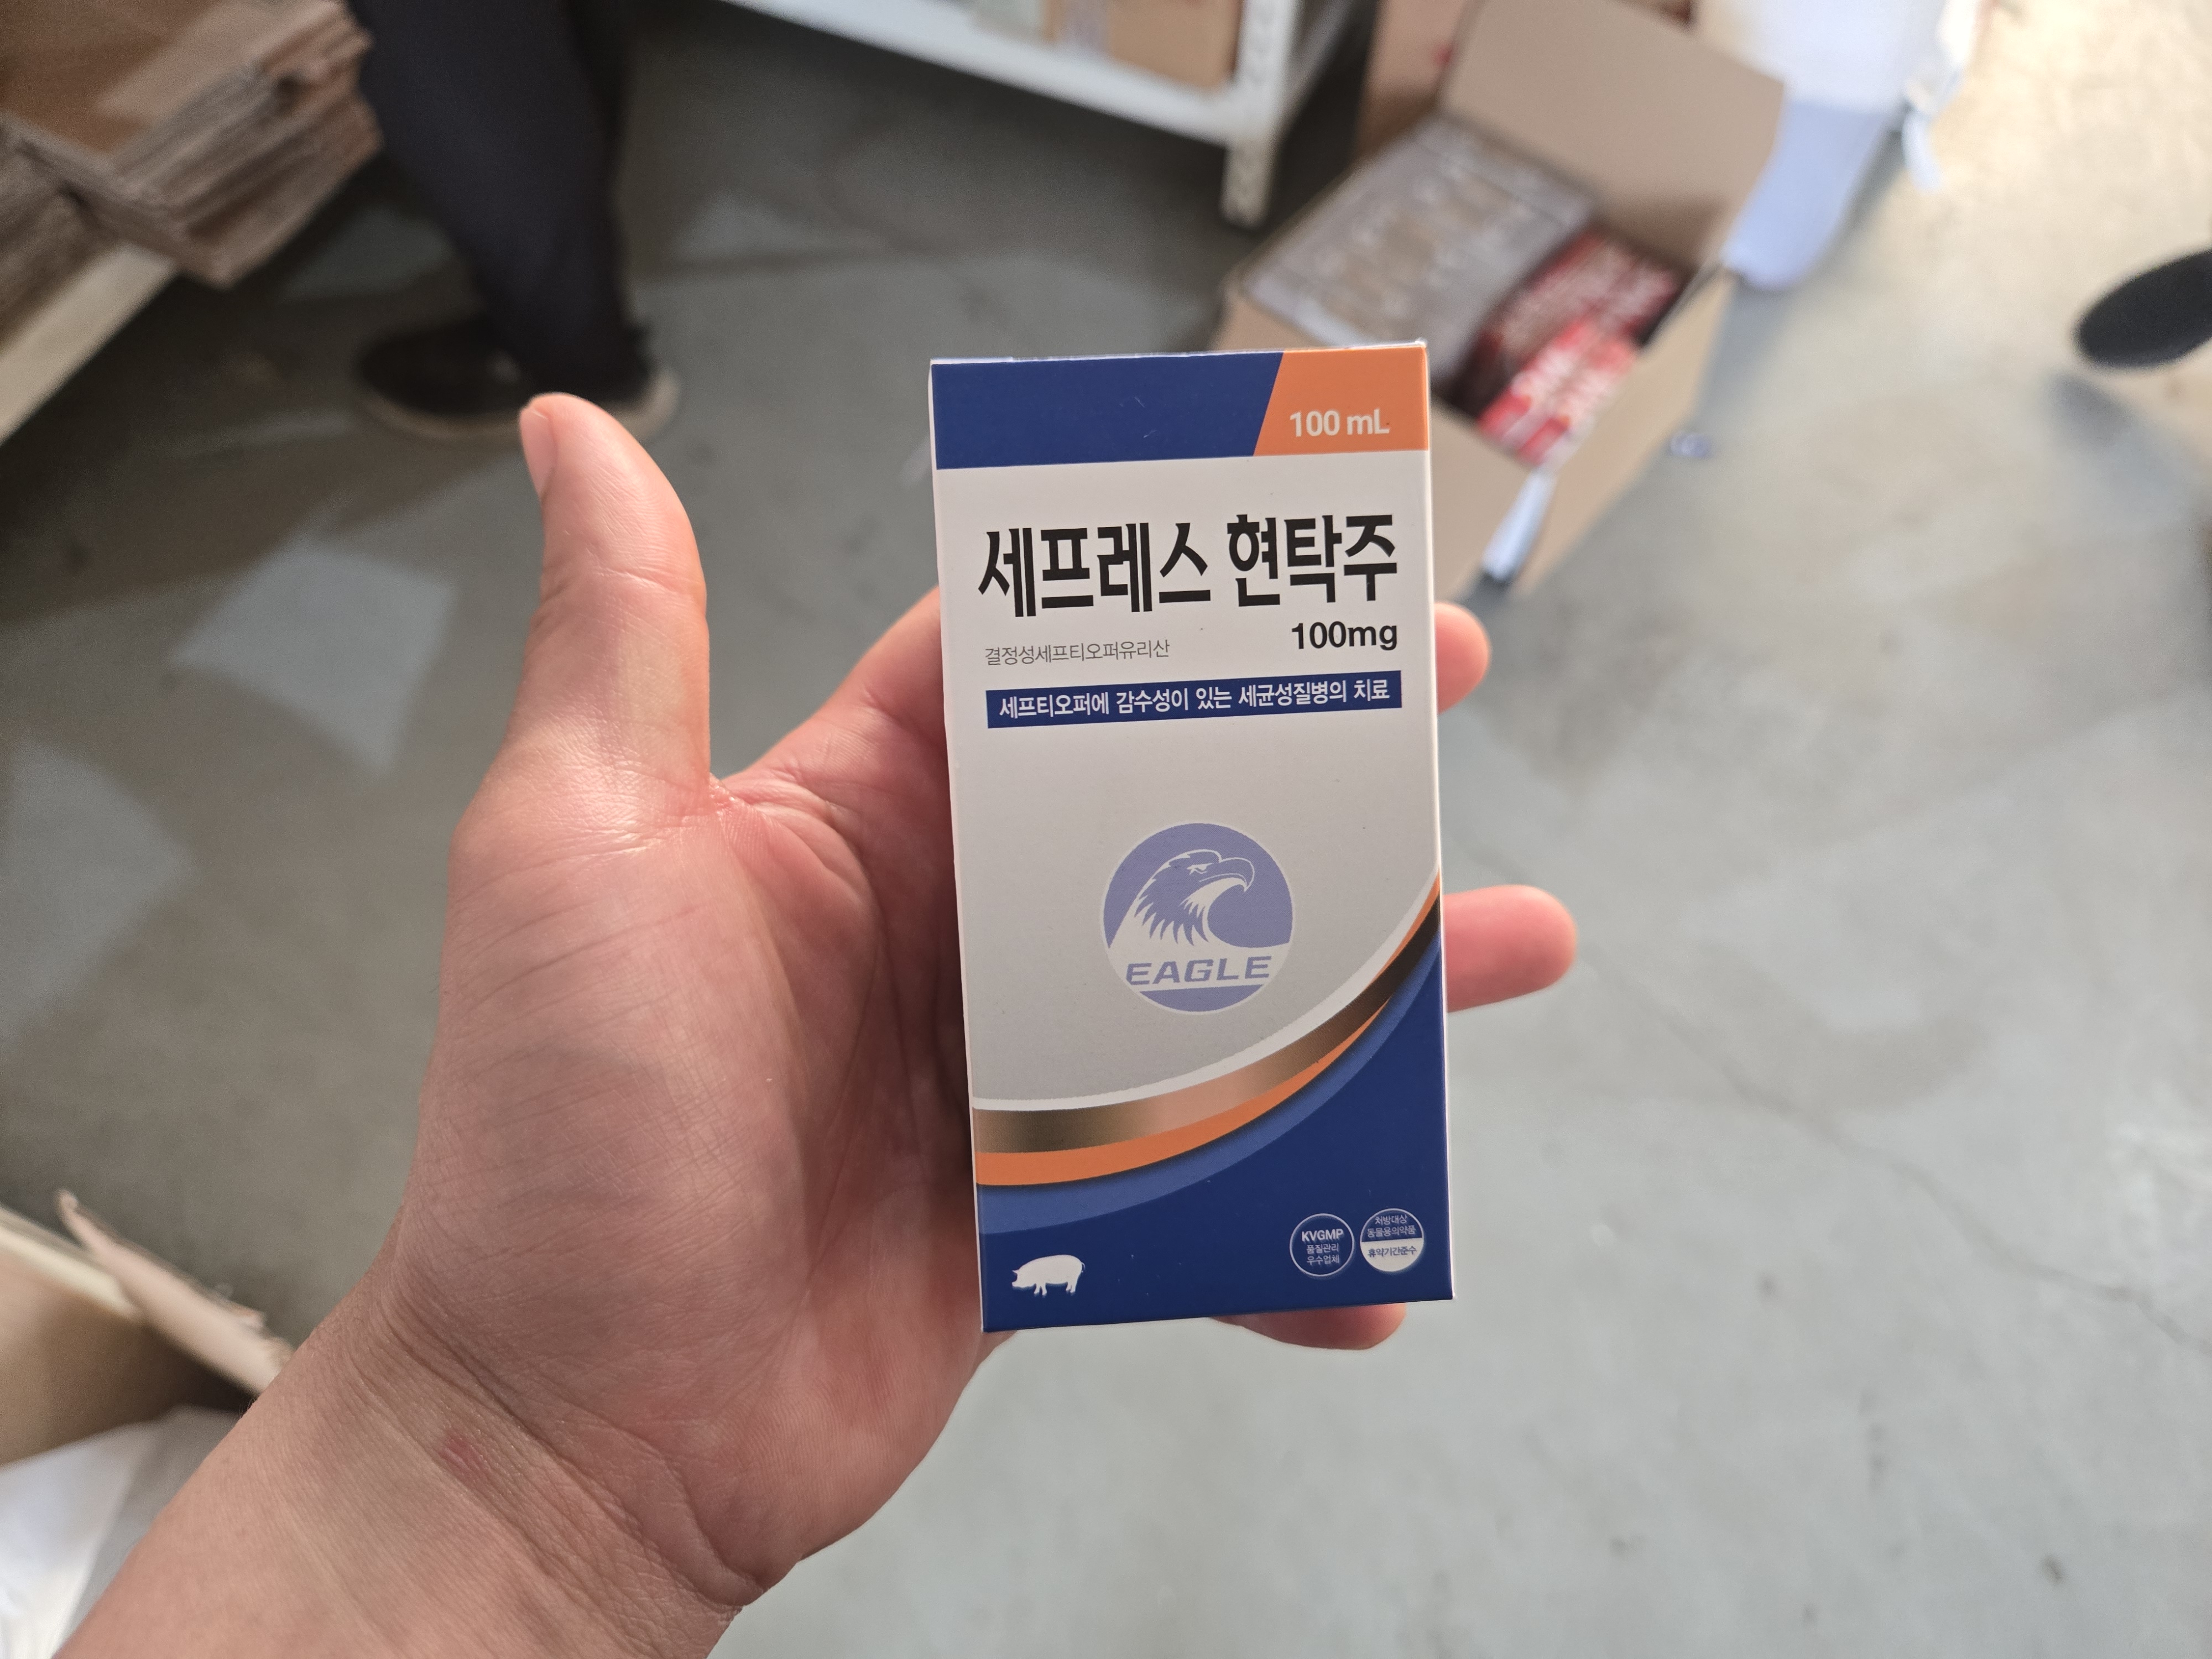 100 mL
세프레스 현탁주
100mg
결정성세프티오퍼유리산
세프티오퍼에 감수성이 있는 세균성질병의 치료
EAGLE
KVGMP
품질관리
우수업체
처방대상
동물용의약품
휴약기간준수